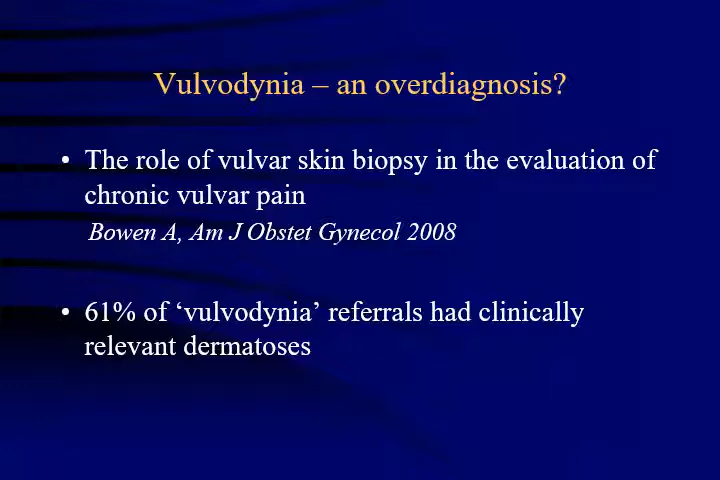 Vulvodynia – an overdiagnosis?
• The role of vulvar skin biopsy in the evaluation of
chronic vulvar pain
Bowen A, Am J Obstet Gynecol 2008
• 61% of ‘vulvodynia’ referrals had clinically
relevant dermatoses